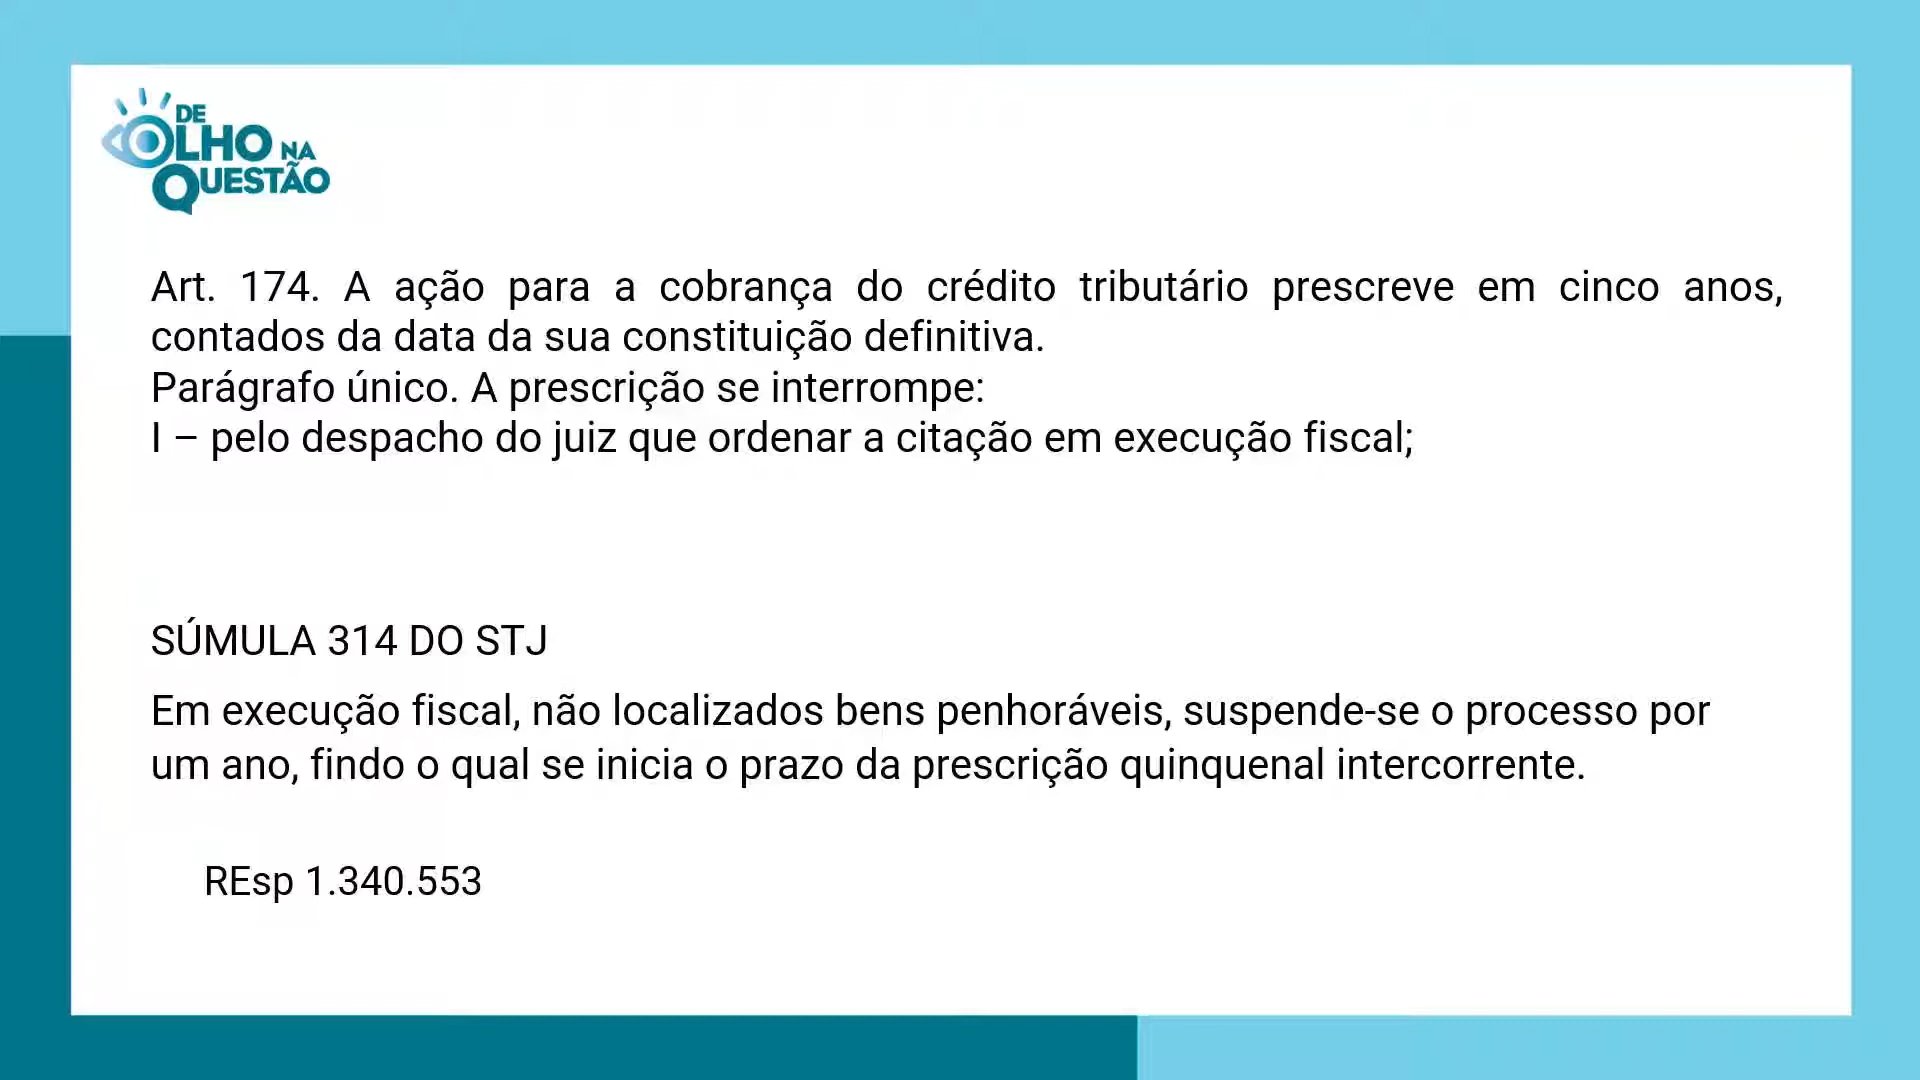 DE
OLHO NA
QUESTÃO
Art. 174. A ação para a cobrança do crédito tributário prescreve em cinco anos,
contados da data da sua constituição definitiva.
Parágrafo único. A prescrição se interrompe:
I – pelo despacho do juiz que ordenar a citação em execução fiscal;
SÚMULA 314 DO STJ
Em execução fiscal, não localizados bens penhoráveis, suspende-se o processo por
um ano, findo o qual se inicia o prazo da prescrição quinquenal intercorrente.
REsp 1.340.553